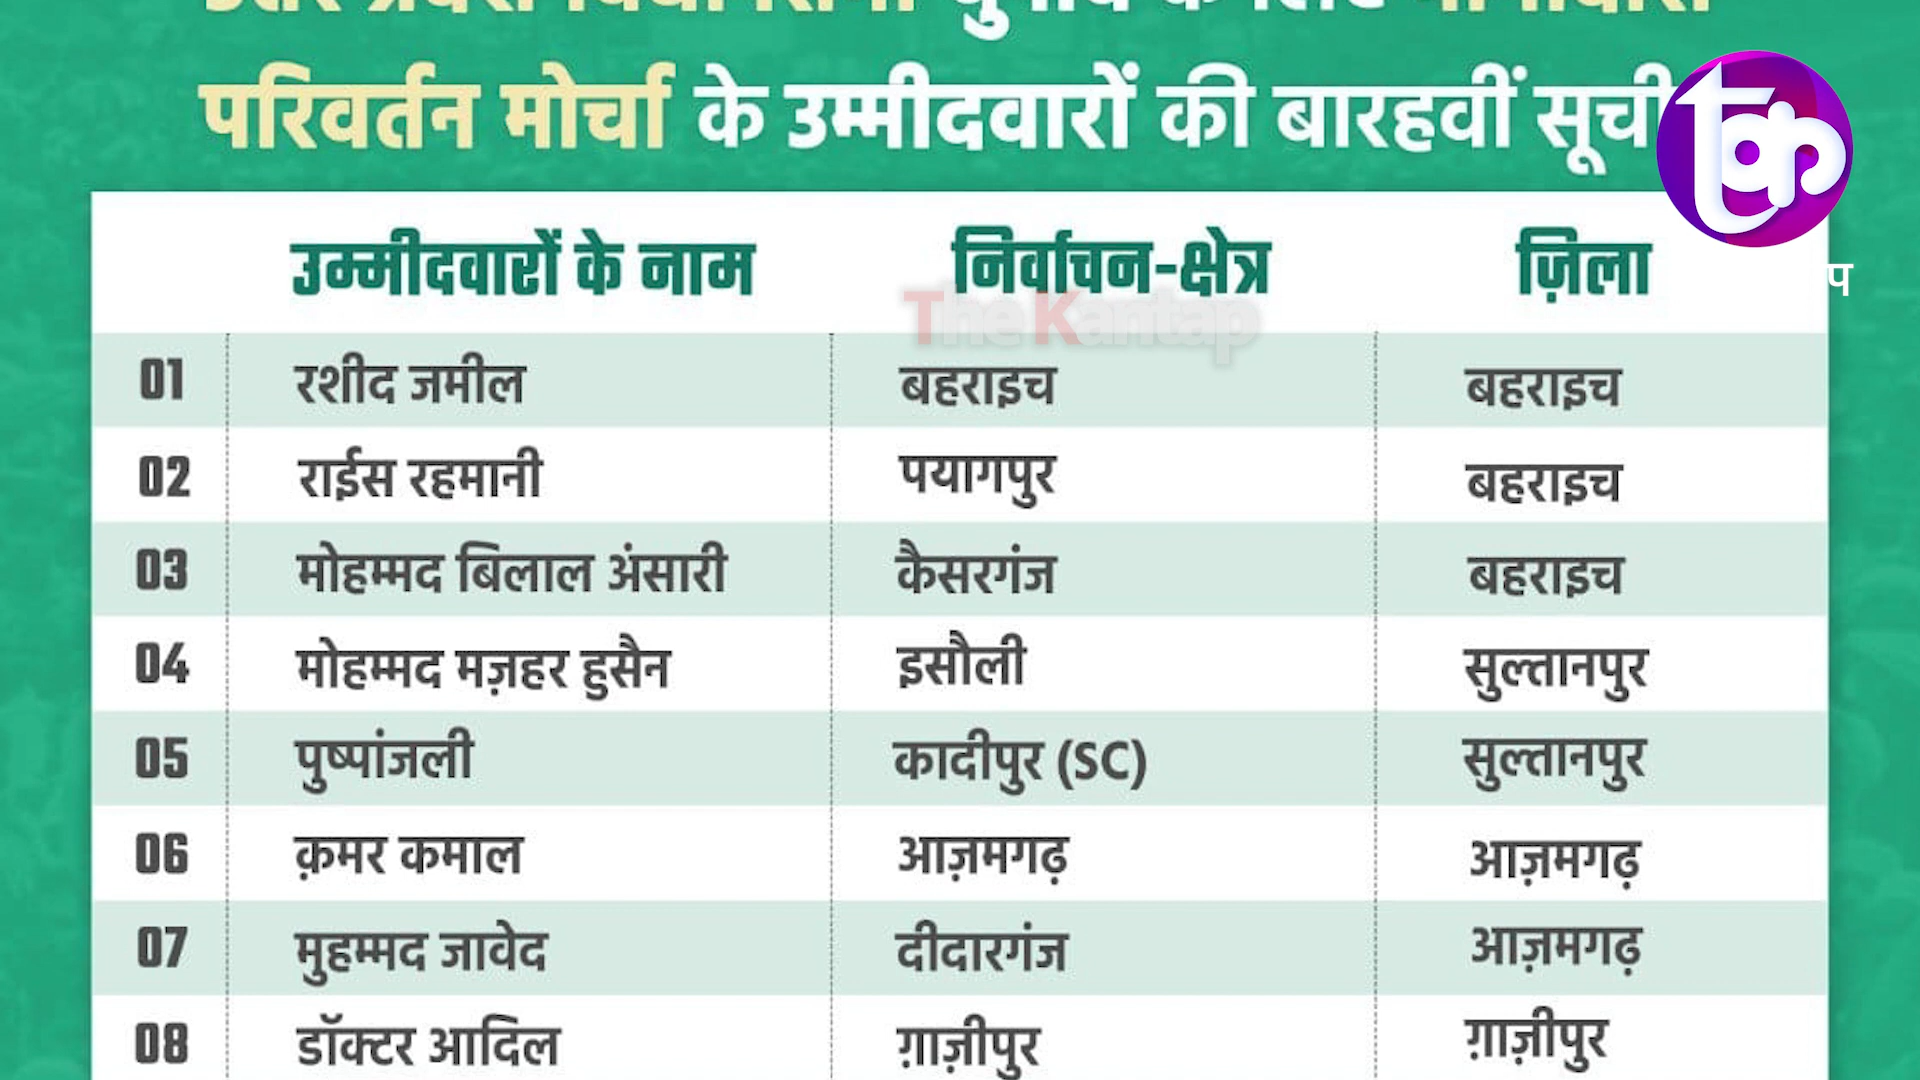 चुनाव के लिए भागीदारी
परिवर्तन मोर्चा के उम्मीदवारों की बारहवीं सूची
उम्मीदवारों के नाम निर्वाचन-क्षेत्र ज़िला
The Kantap
01 रशीद जमील बहराइच बहराइच
02 राईस रहमानी पयागपुर बहराइच
03 मोहम्मद बिलाल अंसारी कैसरगंज बहराइच
04 मोहम्मद मज़हर हुसैन इसौली सुल्तानपुर
05 पुष्पांजली कादीपुर (SC) सुल्तानपुर
06 क़मर कमाल आज़मगढ़ आज़मगढ़
07 मुहम्मद जावेद दीदारगंज आज़मगढ़
08 डॉक्टर आदिल ग़ाज़ीपुर ग़ाज़ीपुर